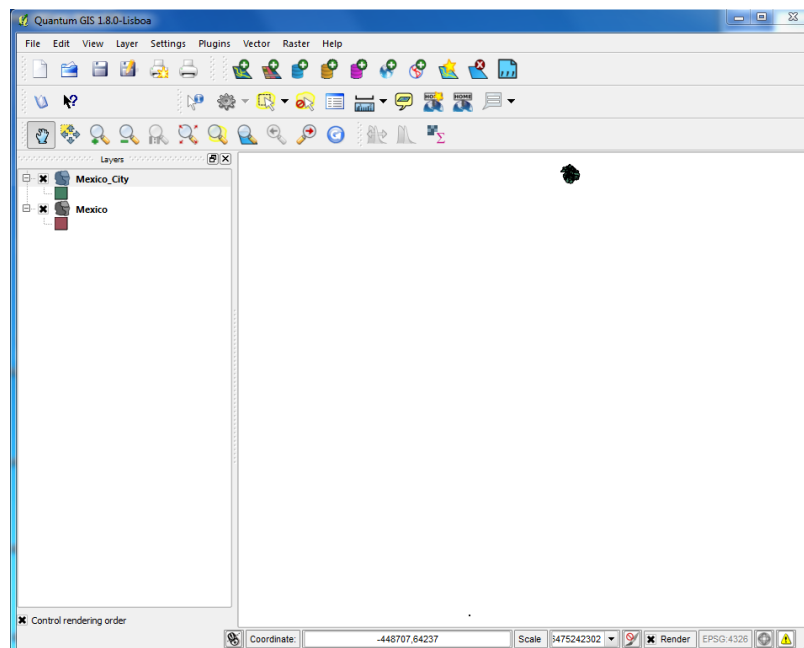 Quantum GIS 1.8.0-Lisboa
File Edit View Layer Settings Plugins Vector Raster Help
Layers
Mexico_City
Mexico
Control rendering order
Coordinate: -448707,64237 Scale 5475242302 Render EPSG:4326